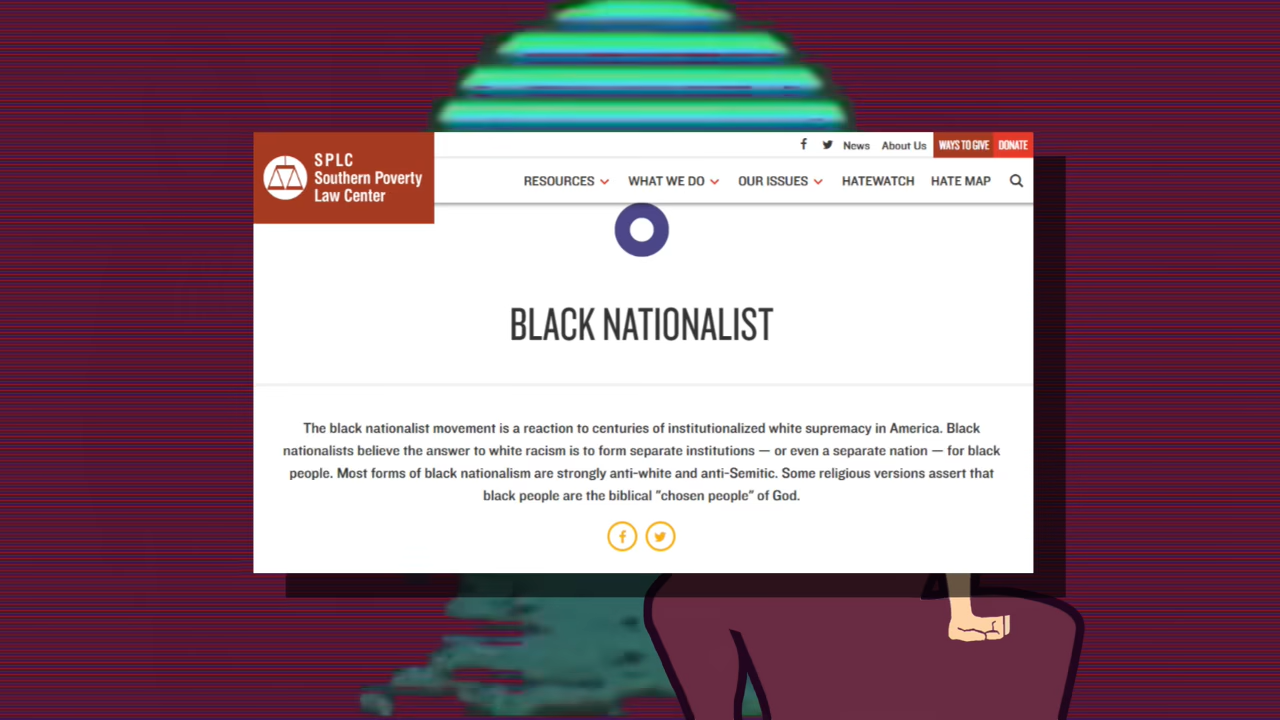 SPLC
Southern Poverty
Law Center
News About Us WAYS TO GIVE DONATE
RESOURCES WHAT WE DO OUR ISSUES HATEWATCH HATE MAP
BLACK NATIONALIST
The black nationalist movement is a reaction to centuries of institutionalized white supremacy in America. Black
nationalists believe the answer to white racism is to form separate institutions — or even a separate nation — for black
people. Most forms of black nationalism are strongly anti-white and anti-Semitic. Some religious versions assert that
black people are the biblical "chosen people" of God.